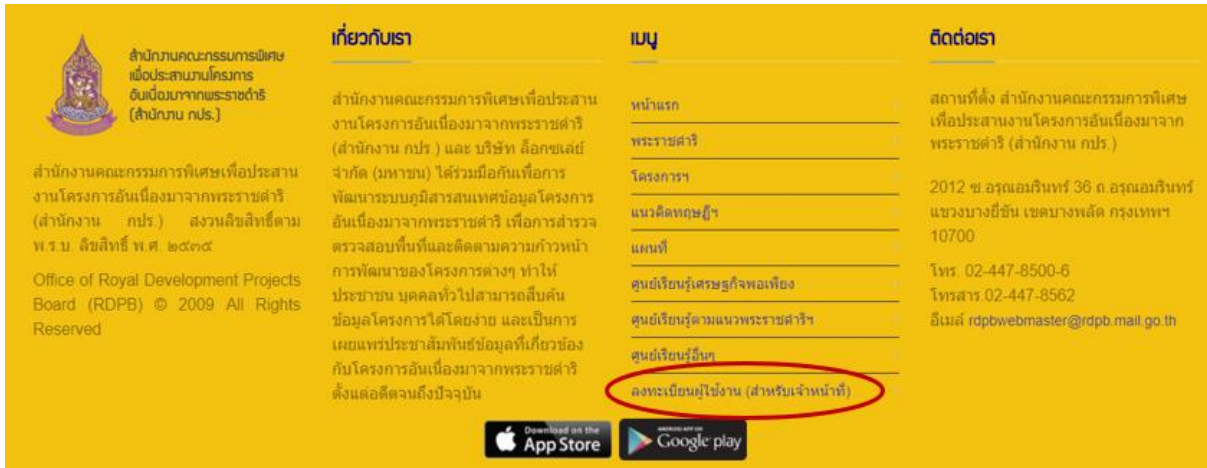 สำนักงานคณะกรรมการพิเศษ
เพื่อประสานงานโครงการ
อันเนื่องมาจากพระราชดำริ
(สำนักงาน กปร.)
สำนักงานคณะกรรมการพิเศษเพื่อประสาน
งานโครงการอันเนื่องมาจากพระราชดำริ
(สำนักงาน กปร.) สงวนลิขสิทธิ์ตาม
พ.ร.บ. ลิขสิทธิ์ พ.ศ. ๒๕๓๕
Office of Royal Development Projects
Board (RDPB) © 2009 All Rights
Reserved
เกี่ยวกับเรา
สำนักงานคณะกรรมการพิเศษเพื่อประสาน
งานโครงการอันเนื่องมาจากพระราชดำริ
(สำนักงาน กปร.) และ บริษัท ล็อกซเล่ย์
จำกัด (มหาชน) ได้ร่วมมือกันเพื่อการ
พัฒนาระบบภูมิสารสนเทศข้อมูลโครงการ
อันเนื่องมาจากพระราชดำริ เพื่อการสำรวจ
ตรวจสอบพื้นที่และติดตามความก้าวหน้า
การพัฒนาของโครงการต่างๆ ทำให้
ประชาชน บุคคลทั่วไปสามารถสืบค้น
ข้อมูลโครงการได้โดยง่าย และเป็นการ
เผยแพร่ประชาสัมพันธ์ข้อมูลที่เกี่ยวข้อง
กับโครงการอันเนื่องมาจากพระราชดำริ
ตั้งแต่อดีตจนถึงปัจจุบัน
เมนู
หน้าแรก
พระราชดำริ
โครงการฯ
แนวคิดทฤษฎีฯ
แผนที่
ศูนย์เรียนรู้เศรษฐกิจพอเพียง
ศูนย์เรียนรู้ตามแนวพระราชดำริฯ
ศูนย์เรียนรู้อื่นๆ
ลงทะเบียนผู้ใช้งาน (สำหรับเจ้าหน้าที่)
ติดต่อเรา
สถานที่ตั้ง สำนักงานคณะกรรมการพิเศษ
เพื่อประสานงานโครงการอันเนื่องมาจาก
พระราชดำริ (สำนักงาน กปร.)
2012 ซ.อรุณอมรินทร์ 36 ถ.อรุณอมรินทร์
แขวงบางยี่ขัน เขตบางพลัด กรุงเทพฯ
10700
โทร. 02-447-8500-6
โทรสาร.02-447-8562
อีเมล์ rdpbwebmaster@rdpb.mail.go.th
Download on the
App Store
ANDROID APP ON
Google play